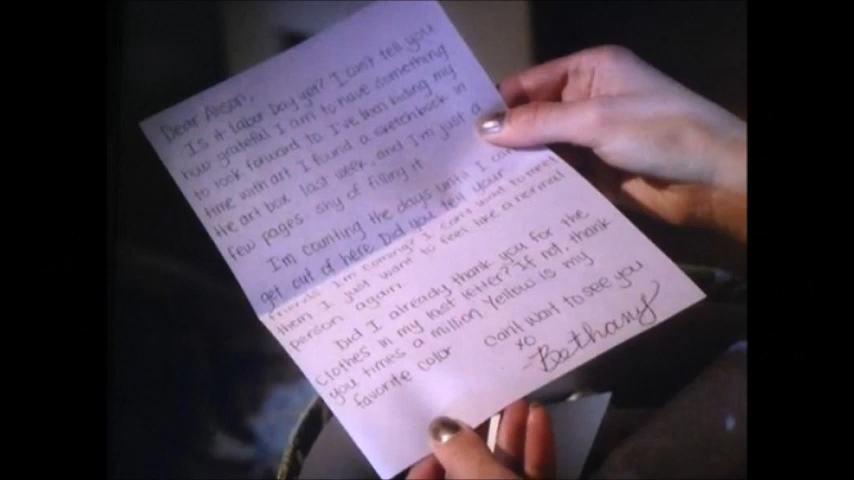 Dear Alison,
Is it Labor Day yet? I can't tell you
how grateful I am to have something
to look forward to. I've been biding my
time with art. I found a sketchbook in
the art box last week, and I'm just a
few pages shy of filling it.
I'm counting the days until I can
get out of here. Did you tell your
friends I'm coming? I can't wait to meet
them. I just want to feel like a normal
person again.
Did I already thank you for the
clothes in my last letter? If not, thank
you times a million. Yellow is my
favorite color.
Can't wait to see you
xo
-Bethany